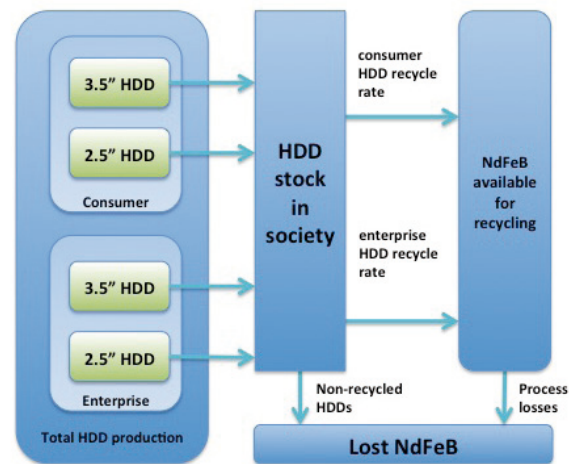 3.5” HDD
2.5” HDD
Consumer
3.5” HDD
2.5” HDD
Enterprise
Total HDD production
HDD
stock
in
society
consumer
HDD recycle
rate
enterprise
HDD recycle
rate
NdFeB
available
for
recycling
Non-recycled
HDDs
Process
losses
Lost NdFeB